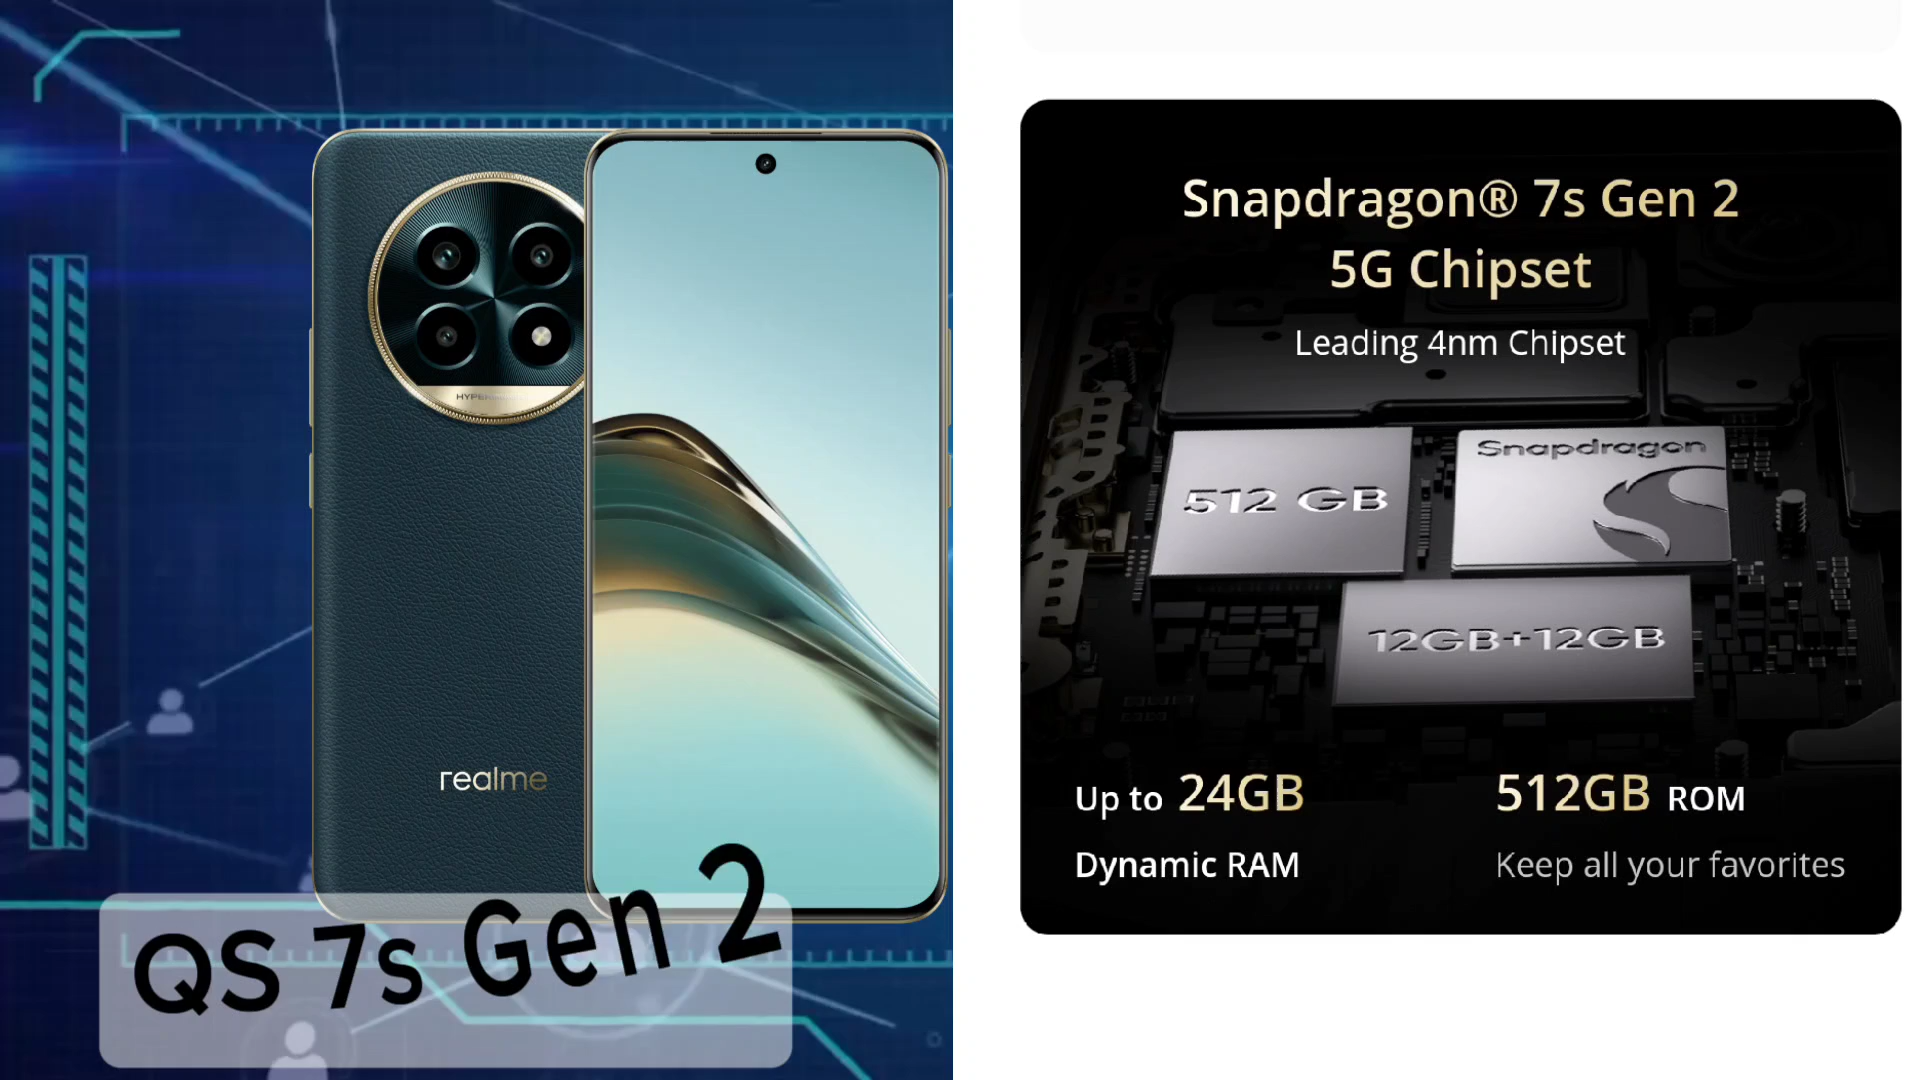 realme
QS 7s Gen 2
Snapdragon® 7s Gen 2
5G Chipset
Leading 4nm Chipset
Snapdragon
512 GB
12GB+12GB
Up to 24GB
Dynamic RAM
512GB ROM
Keep all your favorites